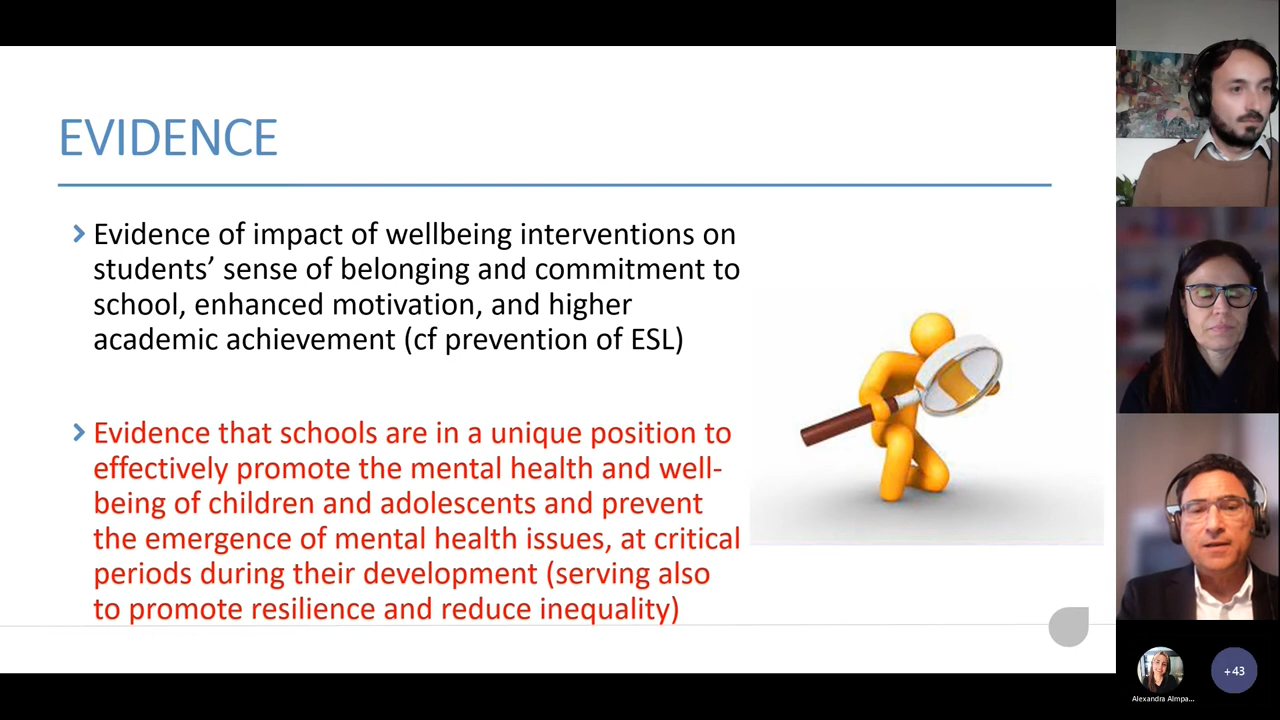 EVIDENCE
Evidence of impact of wellbeing interventions on
students’ sense of belonging and commitment to
school, enhanced motivation, and higher
academic achievement (cf prevention of ESL)
Evidence that schools are in a unique position to
effectively promote the mental health and well-
being of children and adolescents and prevent
the emergence of mental health issues, at critical
periods during their development (serving also
to promote resilience and reduce inequality)
+43
Alexandra Almpa...